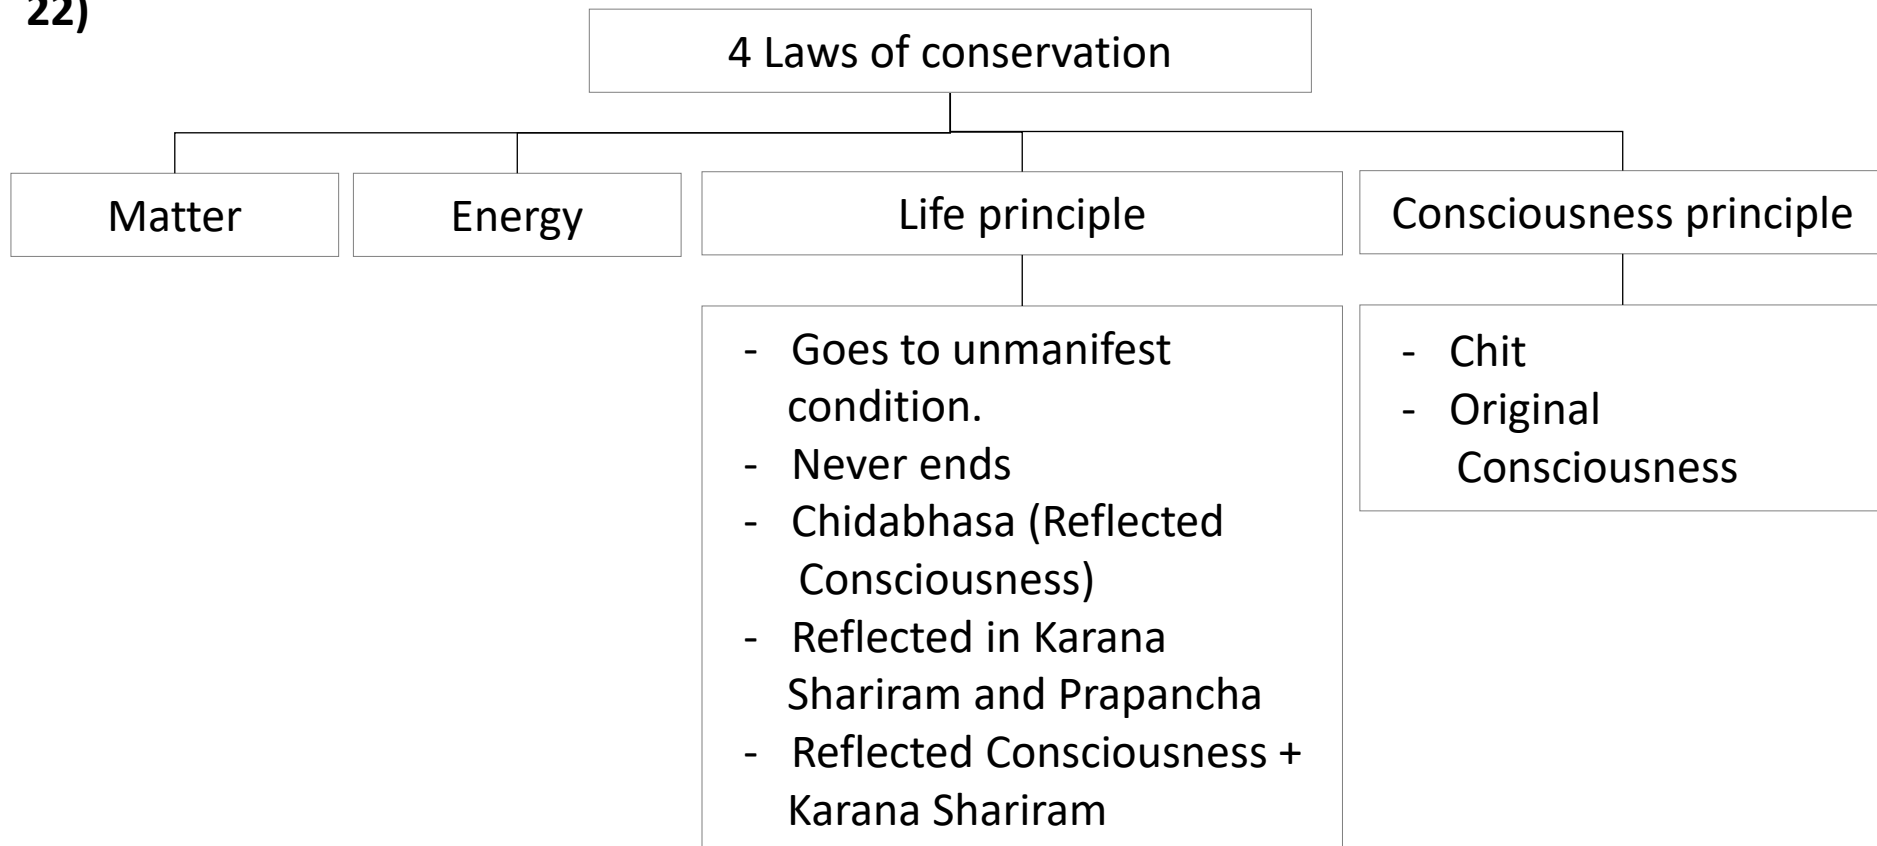 22)
4 Laws of conservation
Matter
Energy
Life principle
Consciousness principle
- Goes to unmanifest
condition.
- Never ends
- Chidabhasa (Reflected
Consciousness)
- Reflected in Karana
Shariram and Prapancha
- Reflected Consciousness +
Karana Shariram
- Chit
- Original
Consciousness